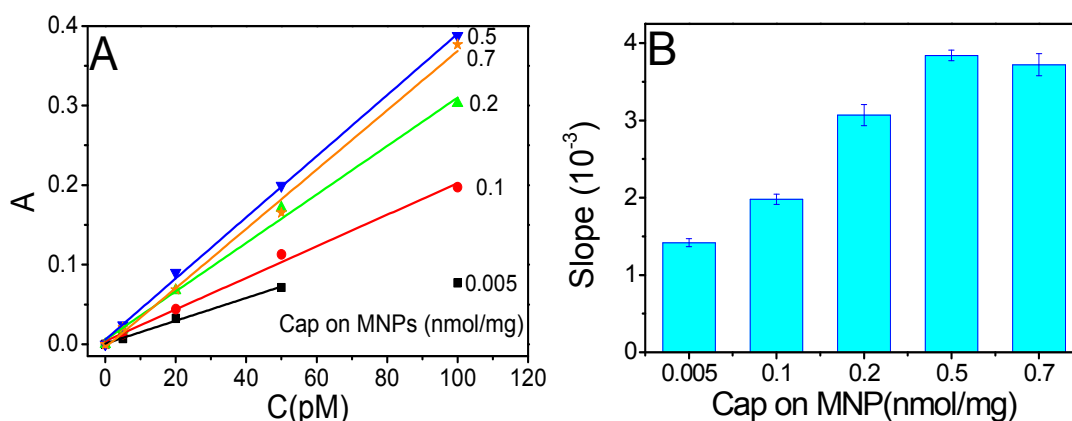 A
0.4
0.3
0.2
0.1
0.0
A
0.5
0.7
0.2
0.1
0.005
Cap on MNPs (nmol/mg)
0 20 40 60 80 100 120
C(pM)
B
4
3
2
1
0
Slope (10⁻³)
0.005 0.1 0.2 0.5 0.7
Cap on MNP(nmol/mg)